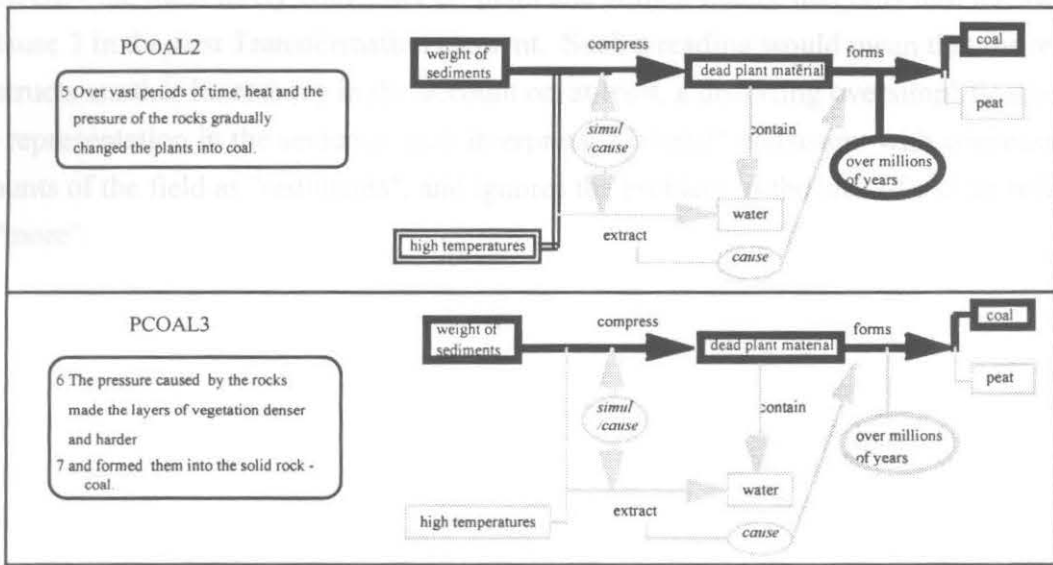 PCOAL2
5 Over vast periods of time, heat and the
pressure of the rocks gradually
changed the plants into coal.
weight of
sediments
compress
dead plant material
forms
coal
peat
simul
/cause
contain
over millions
of years
water
high temperatures
extract
cause
PCOAL3
6 The pressure caused by the rocks
made the layers of vegetation denser
and harder
7 and formed them into the solid rock -
coal.
weight of
sediments
compress
dead plant material
forms
coal
peat
simul
/cause
contain
over millions
of years
water
high temperatures
extract
cause